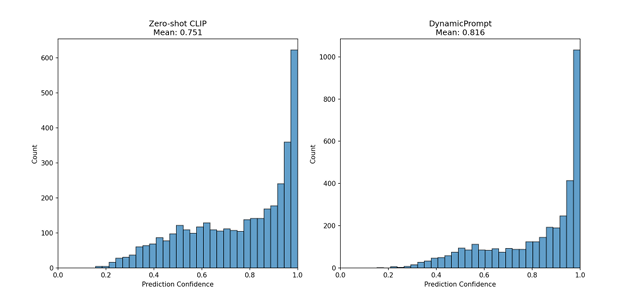 Zero-shot CLIP
Mean: 0.751
600
500
400
300
200
100
0
Count
0.0 0.2 0.4 0.6 0.8 1.0
Prediction Confidence
DynamicPrompt
Mean: 0.816
1000
800
600
400
200
0
Count
0.0 0.2 0.4 0.6 0.8 1.0
Prediction Confidence